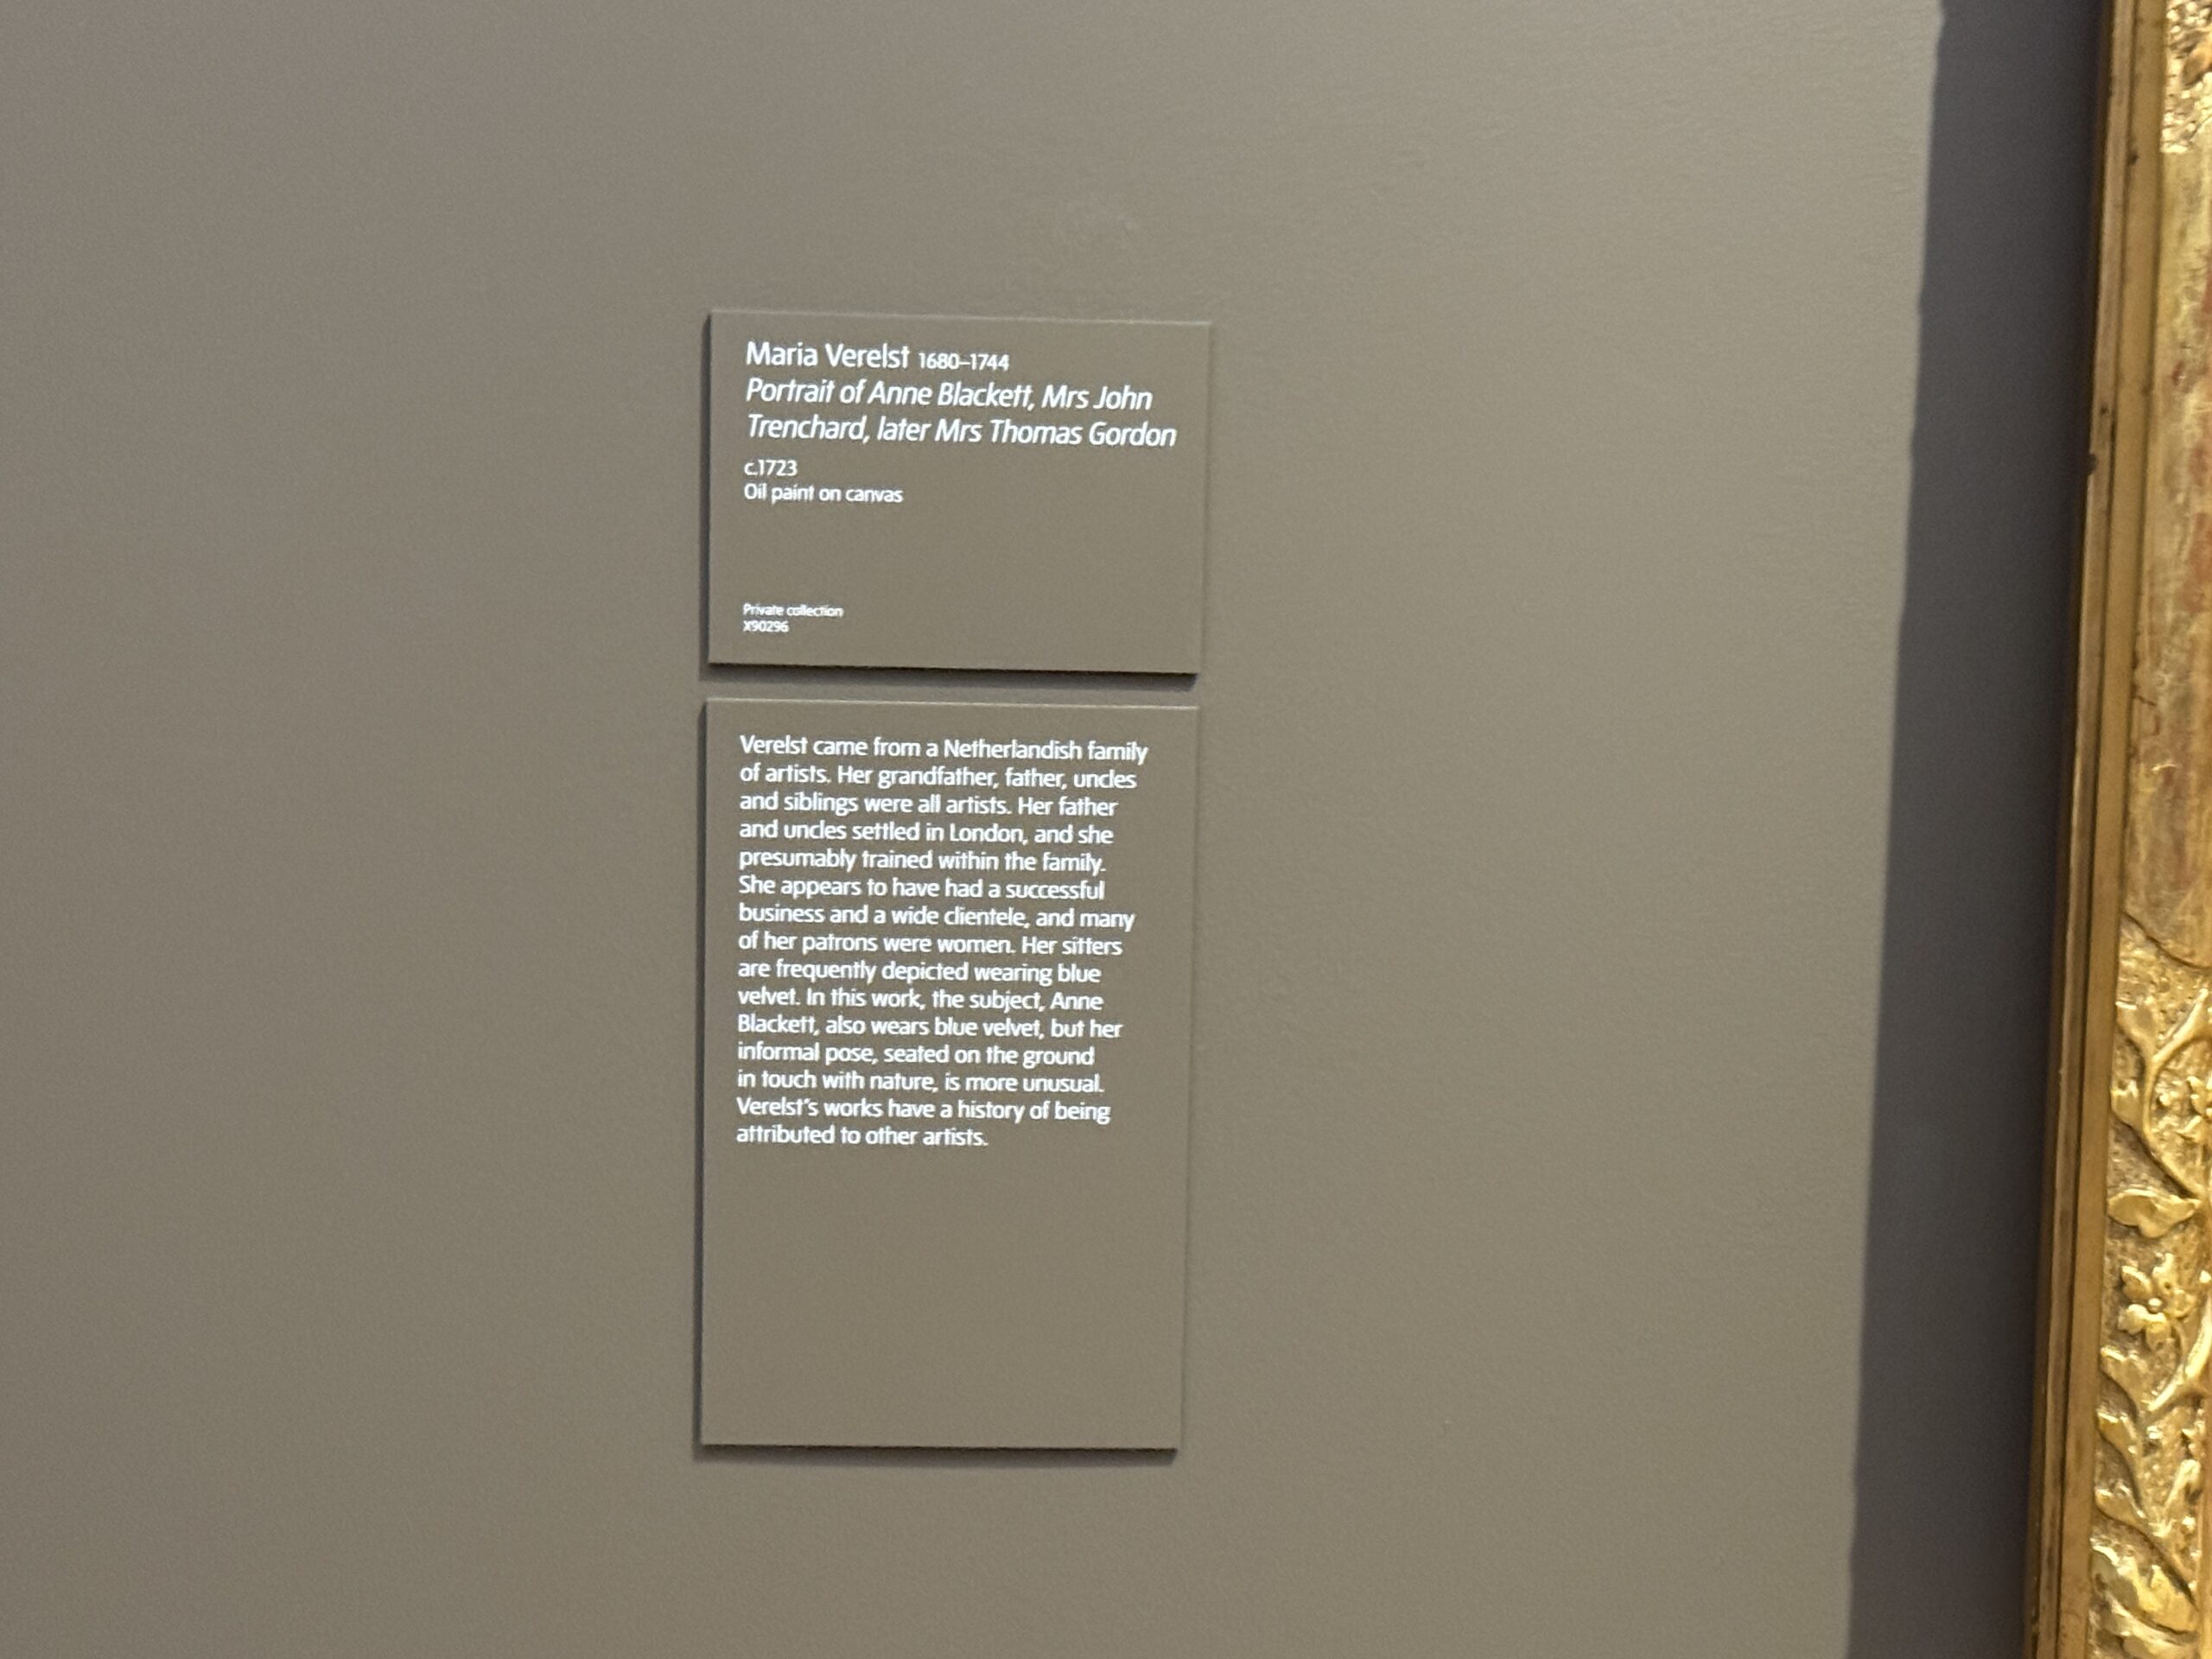 Maria Verelst 1680–1744
Portrait of Anne Blackett, Mrs John
Trenchard, later Mrs Thomas Gordon
c.1723
Oil paint on canvas
Private collection
X90296
Verelst came from a Netherlandish family
of artists. Her grandfather, father, uncles
and siblings were all artists. Her father
and uncles settled in London, and she
presumably trained within the family.
She appears to have had a successful
business and a wide clientele, and many
of her patrons were women. Her sitters
are frequently depicted wearing blue
velvet. In this work, the subject, Anne
Blackett, also wears blue velvet, but her
informal pose, seated on the ground
in touch with nature, is more unusual.
Verelst’s works have a history of being
attributed to other artists.